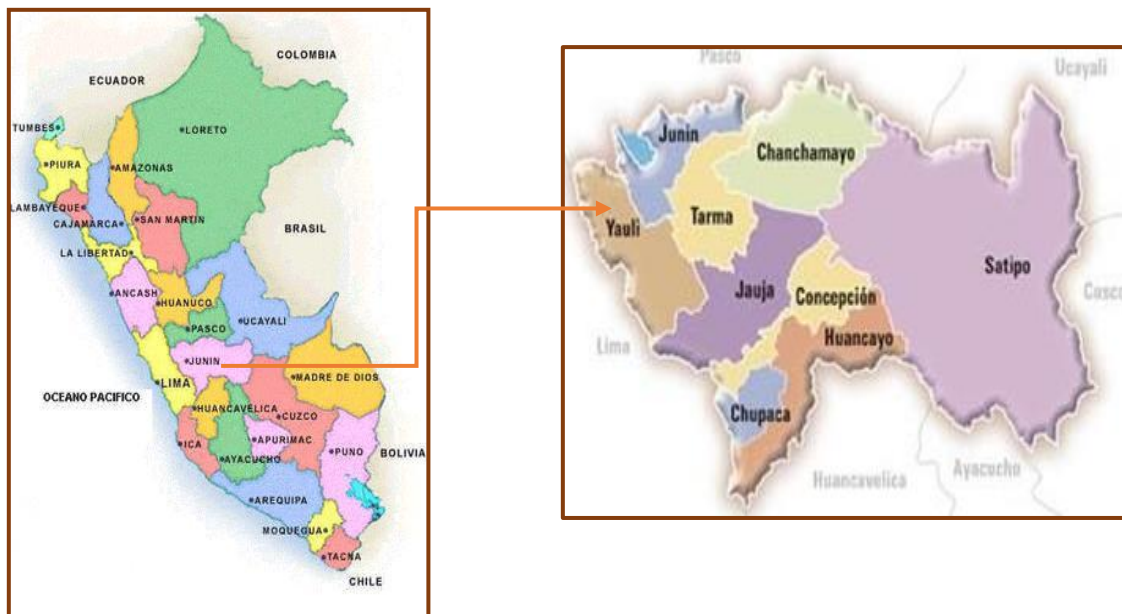 COLOMBIA
ECUADOR
TUMBES
LORETO
PIURA
AMAZONAS
LAMBAYEQUE
SAN MARTIN
CAJAMARCA
BRASIL
LA LIBERTAD
ANCASH
HUANUCO
UCAYALI
PASCO
JUNIN
LIMA
MADRE DE DIOS
OCEANO PACIFICO
HUANCAVELICA
CUZCO
ICA
APURIMAC
PUNO
BOLIVIA
AYACUCHO
AREQUIPA
MOQUEGUA
TACNA
CHILE
Pasco
Ucayali
Junin
Chanchamayo
Tarma
Yauli
Satipo
Jauja
Concepción
Cusco
Huancayo
Lima
Chupaca
Ayacucho
Huancavelica